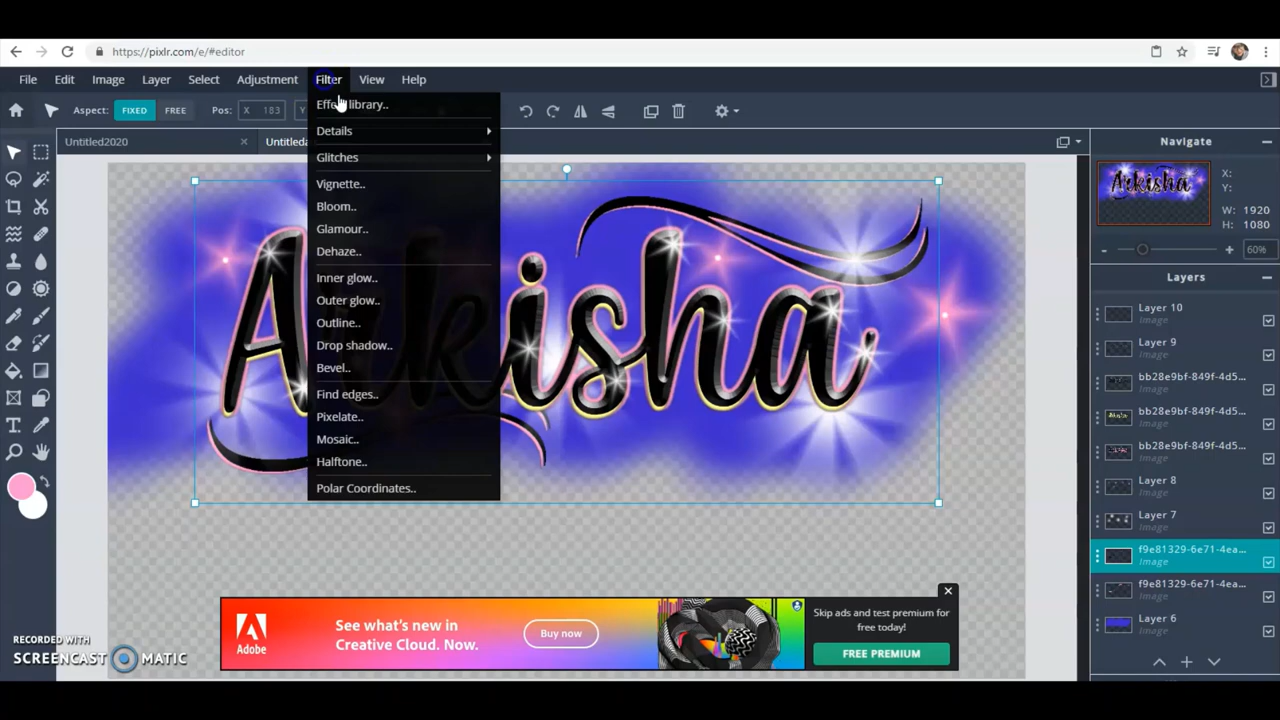 https://pixlr.com/e/#editor
File Edit Image Layer Select Adjustment Filter View Help
Aspect: FIXED FREE Pos: X 183 Y
Untitled2020 ×
Effect library..
Details
Glitches
Vignette..
Bloom..
Glamour..
Dehaze..
Inner glow..
Outer glow..
Outline..
Drop shadow..
Bevel..
Find edges..
Pixelate..
Mosaic..
Halftone..
Polar Coordinates..
Arkisha
Navigate
Arkisha
X:
Y:
W: 1920
H: 1080
- + 60%
Layers
Layer 10
Image
Layer 9
Image
bb28e9bf-849f-4d5...
Image
bb28e9bf-849f-4d5...
Image
bb28e9bf-849f-4d5...
Image
Layer 8
Image
Layer 7
Image
f9e81329-6e71-4ea...
Image
f9e81329-6e71-4ea...
Image
Layer 6
Image
Adobe
See what's new in
Creative Cloud. Now.
Buy now
Skip ads and test premium for
free today!
FREE PREMIUM
RECORDED WITH
SCREENCAST MATIC